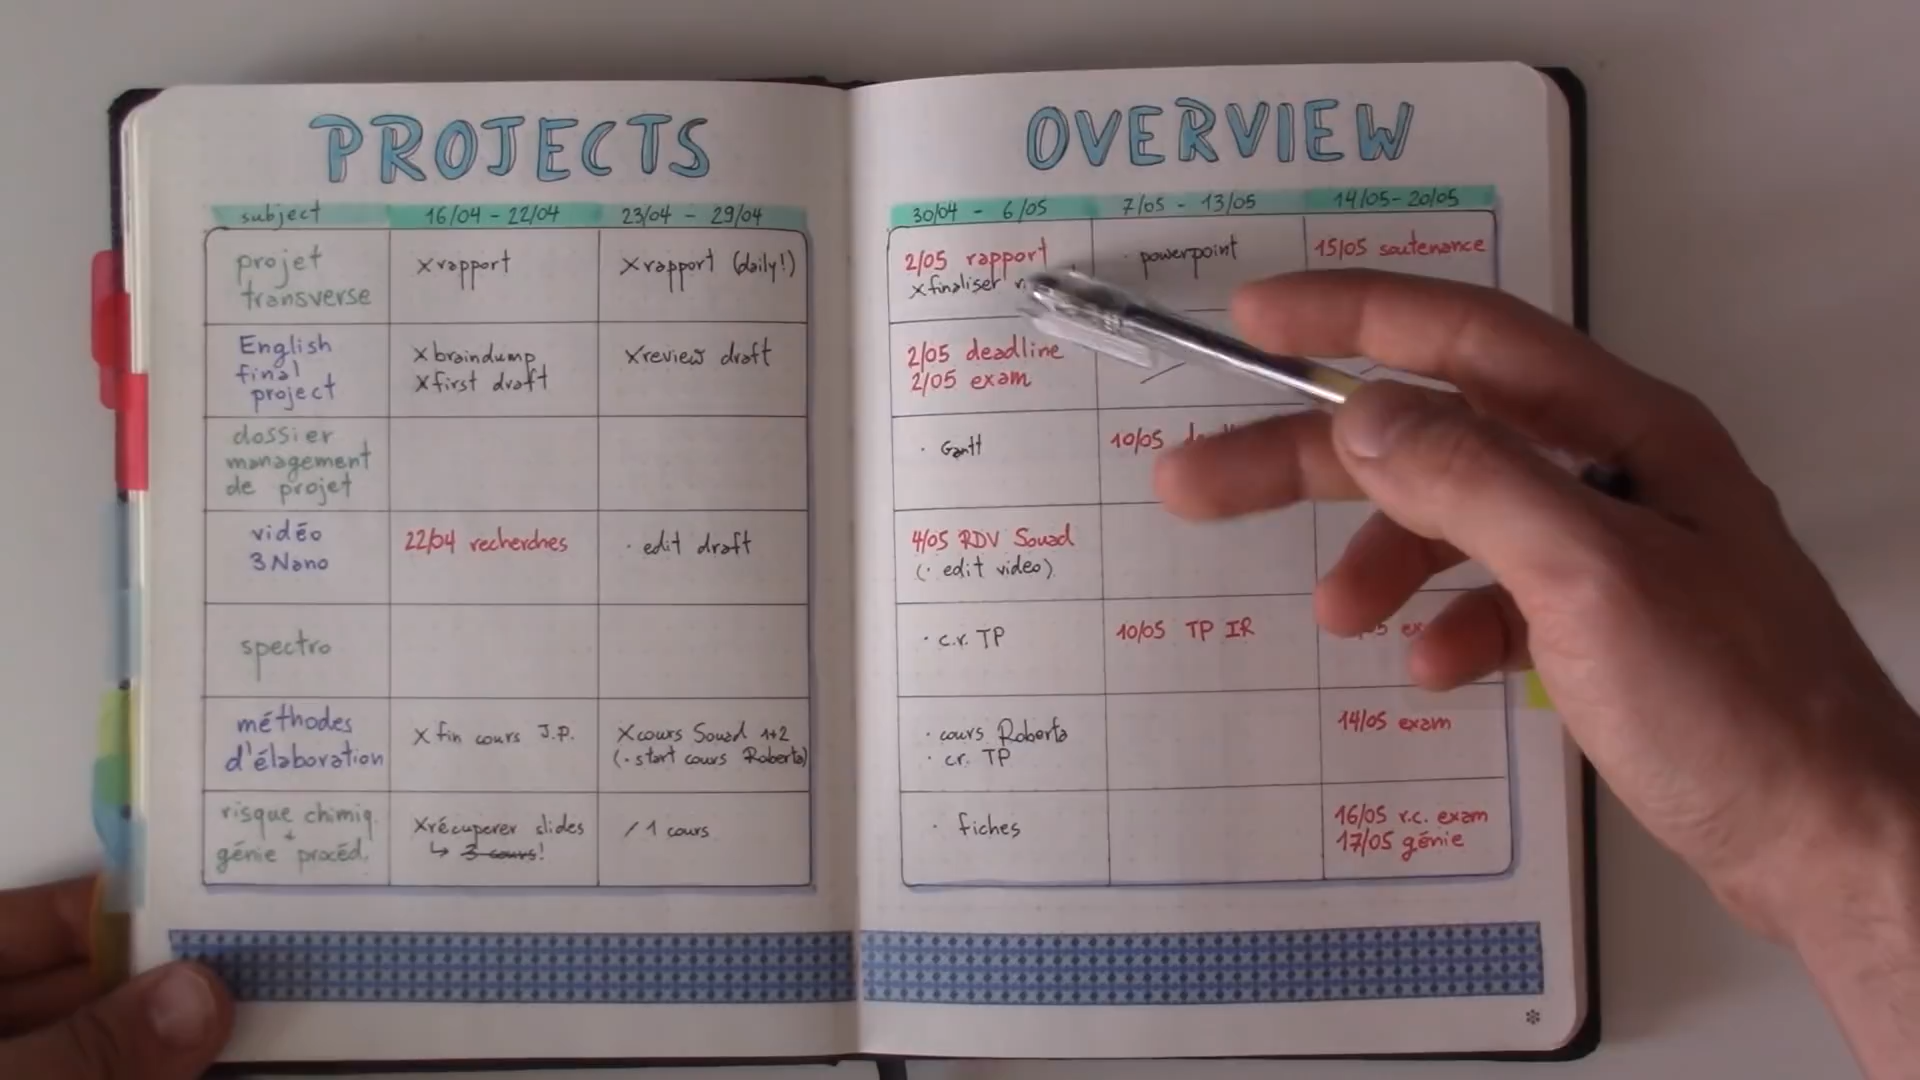 PROJECTS
subject 16/04 - 22/04 23/04 - 29/04
projet
transverse
x rapport
x rapport (daily!)
English
final
project
x braindump
x first draft
x review draft
dossier
management
de projet
vidéo
3 Nano
22/04 recherches
· edit draft
spectro
méthodes
d'élaboration
x fin cours J.P.
x cours Souad 1+2
(· start cours Roberta)
risque chimiq.
+
génie procéd.
x récuperer slides
↳ 3 cours!
/ 1 cours
OVERVIEW
30/04 - 6/05 7/05 - 13/05 14/05 - 20/05
2/05 rapport
x finaliser
· powerpoint
15/05 soutenance
2/05 deadline
2/05 exam
· Gantt
10/05
4/05 RDV Souad
(· edit video)
· c.r. TP
10/05 TP IR
· cours Roberta
· c.r. TP
14/05 exam
· fiches
16/05 r.c. exam
17/05 génie